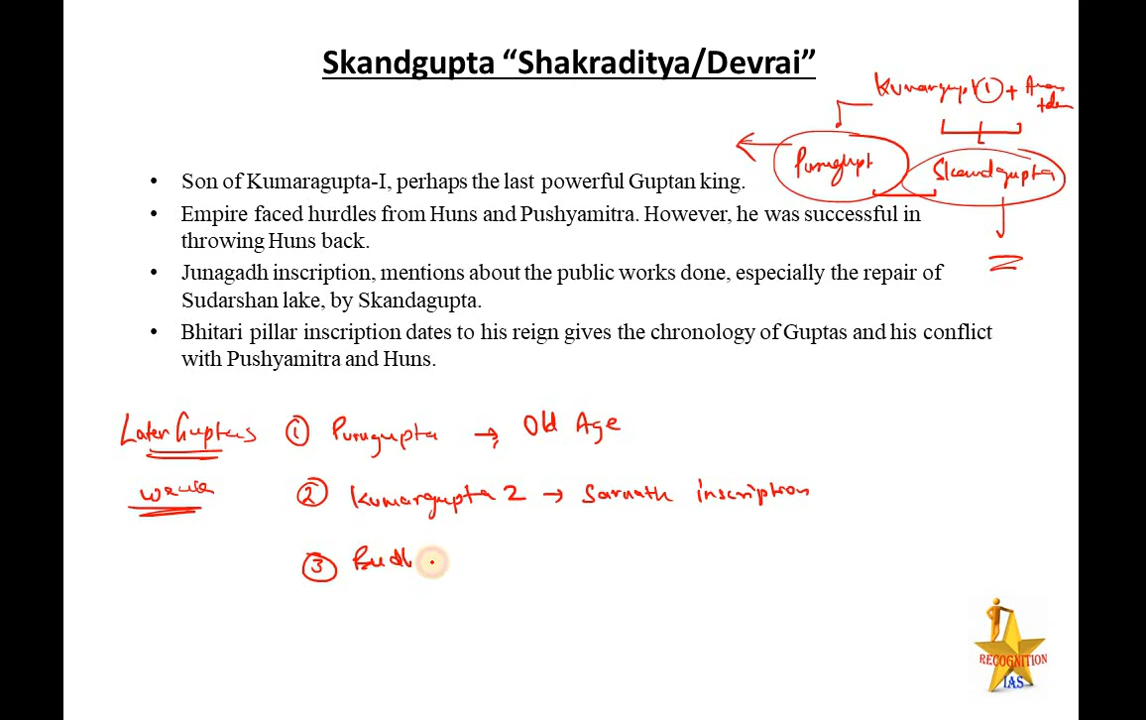 Skandgupta “Shakraditya/Devrai”
Kumargupt ① +
Purugupt
Skandgupta
• Son of Kumaragupta-I, perhaps the last powerful Guptan king.
• Empire faced hurdles from Huns and Pushyamitra. However, he was successful in
throwing Huns back.
• Junagadh inscription, mentions about the public works done, especially the repair of
Sudarshan lake, by Skandagupta.
• Bhitari pillar inscription dates to his reign gives the chronology of Guptas and his conflict
with Pushyamitra and Huns.
Later Guptas ① Purugupta → Old Age
② Kumargupta 2 → Sarnath inscription
③ Budh
RECOGNITION
IAS